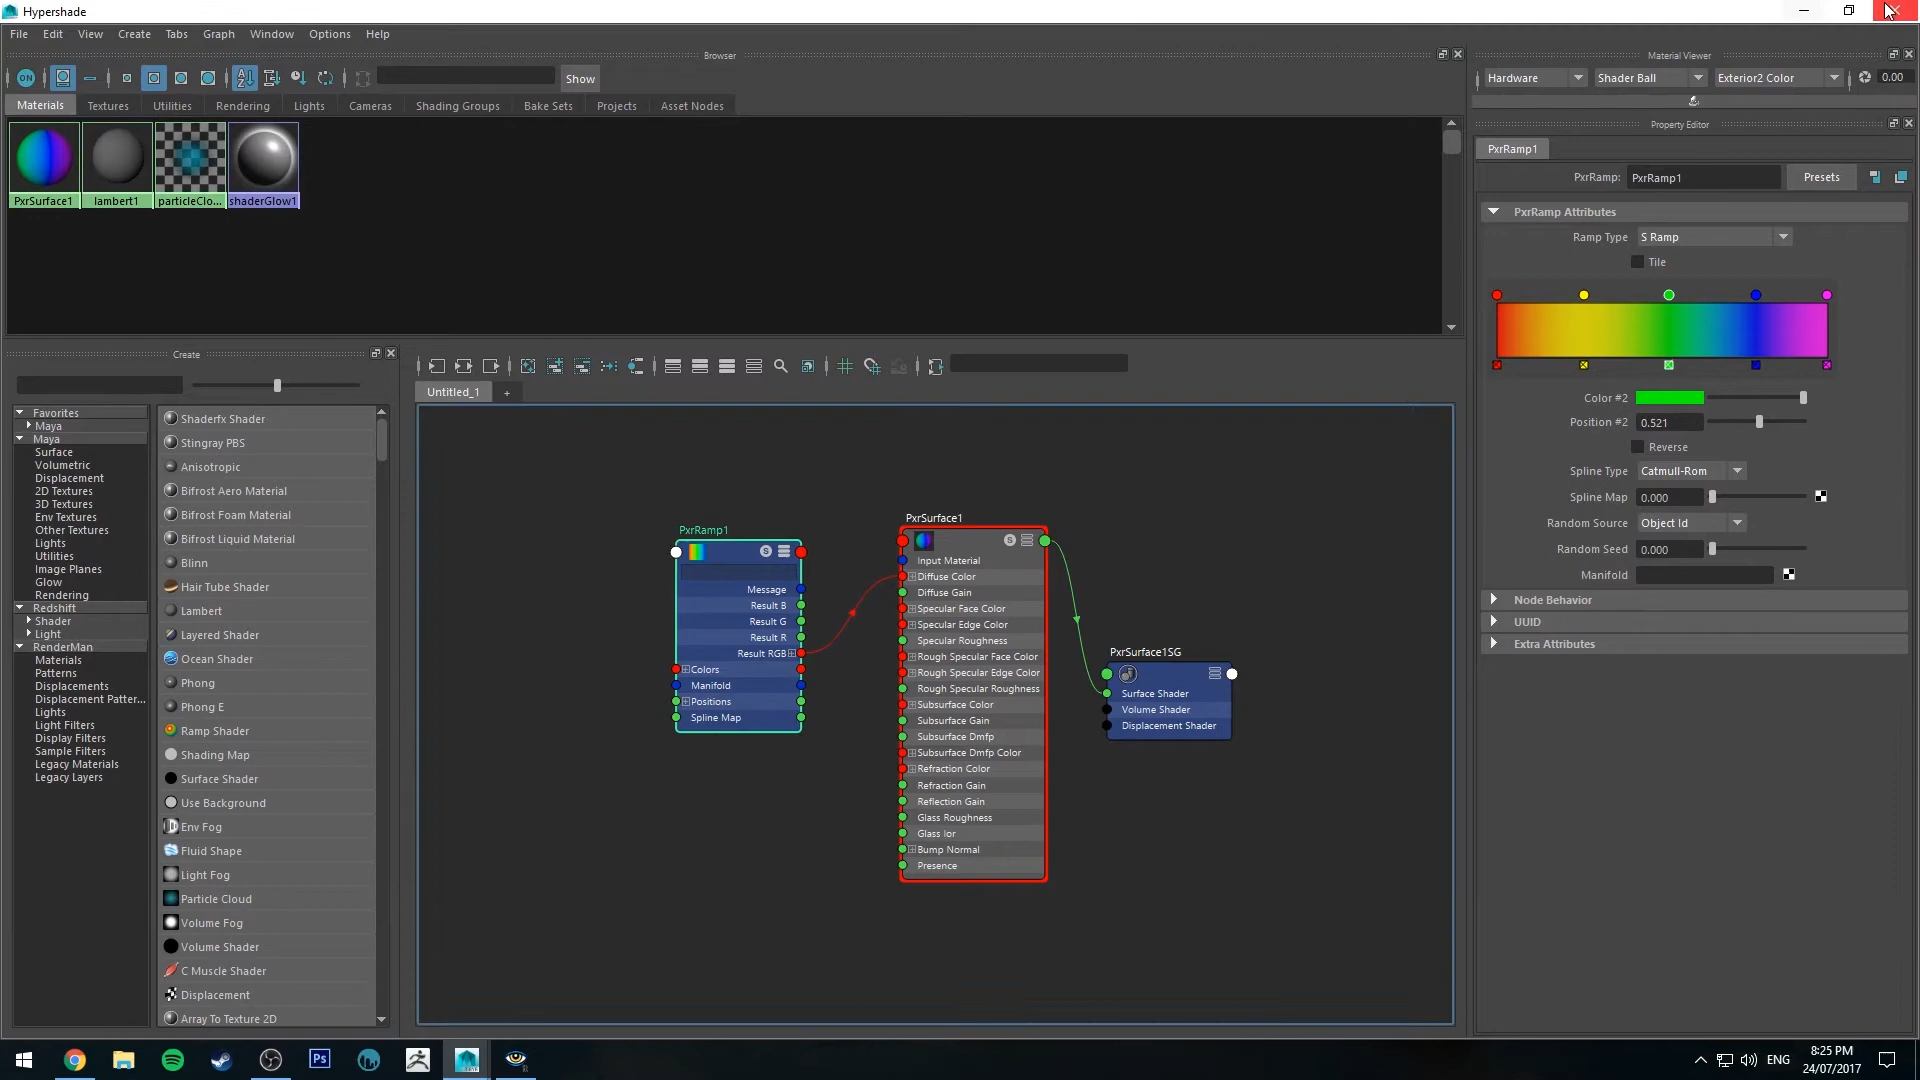 Hypershade
File Edit View Create Tabs Graph Window Options Help
Browser
ON Show
Materials Textures Utilities Rendering Lights Cameras Shading Groups Bake Sets Projects Asset Nodes
PxrSurface1 lambert1 particleClo... shaderGlow1
Create
Untitled_1 +
Favorites
Maya
Maya
Surface
Volumetric
Displacement
2D Textures
3D Textures
Env Textures
Other Textures
Lights
Utilities
Image Planes
Glow
Rendering
Redshift
Shader
Light
RenderMan
Materials
Patterns
Displacements
Displacement Patter...
Lights
Light Filters
Display Filters
Sample Filters
Legacy Materials
Legacy Layers
Shaderfx Shader
Stingray PBS
Anisotropic
Bifrost Aero Material
Bifrost Foam Material
Bifrost Liquid Material
Blinn
Hair Tube Shader
Lambert
Layered Shader
Ocean Shader
Phong
Phong E
Ramp Shader
Shading Map
Surface Shader
Use Background
Env Fog
Fluid Shape
Light Fog
Particle Cloud
Volume Fog
Volume Shader
C Muscle Shader
Displacement
Array To Texture 2D
PxrRamp1
S
Message
Result B
Result G
Result R
Result RGB
Colors
Manifold
Positions
Spline Map
PxrSurface1
S
Input Material
Diffuse Color
Diffuse Gain
Specular Face Color
Specular Edge Color
Specular Roughness
Rough Specular Face Color
Rough Specular Edge Color
Rough Specular Roughness
Subsurface Color
Subsurface Gain
Subsurface Dmfp
Subsurface Dmfp Color
Refraction Color
Refraction Gain
Reflection Gain
Glass Roughness
Glass Ior
Bump Normal
Presence
PxrSurface1SG
Surface Shader
Volume Shader
Displacement Shader
Material Viewer
Hardware Shader Ball Exterior2 Color 0.00
Property Editor
PxrRamp1
PxrRamp: PxrRamp1 Presets
PxrRamp Attributes
Ramp Type S Ramp
Tile
Color #2
Position #2 0.521
Reverse
Spline Type Catmull-Rom
Spline Map 0.000
Random Source Object Id
Random Seed 0.000
Manifold
Node Behavior
UUID
Extra Attributes
Ps
ENG
8:25 PM
24/07/2017